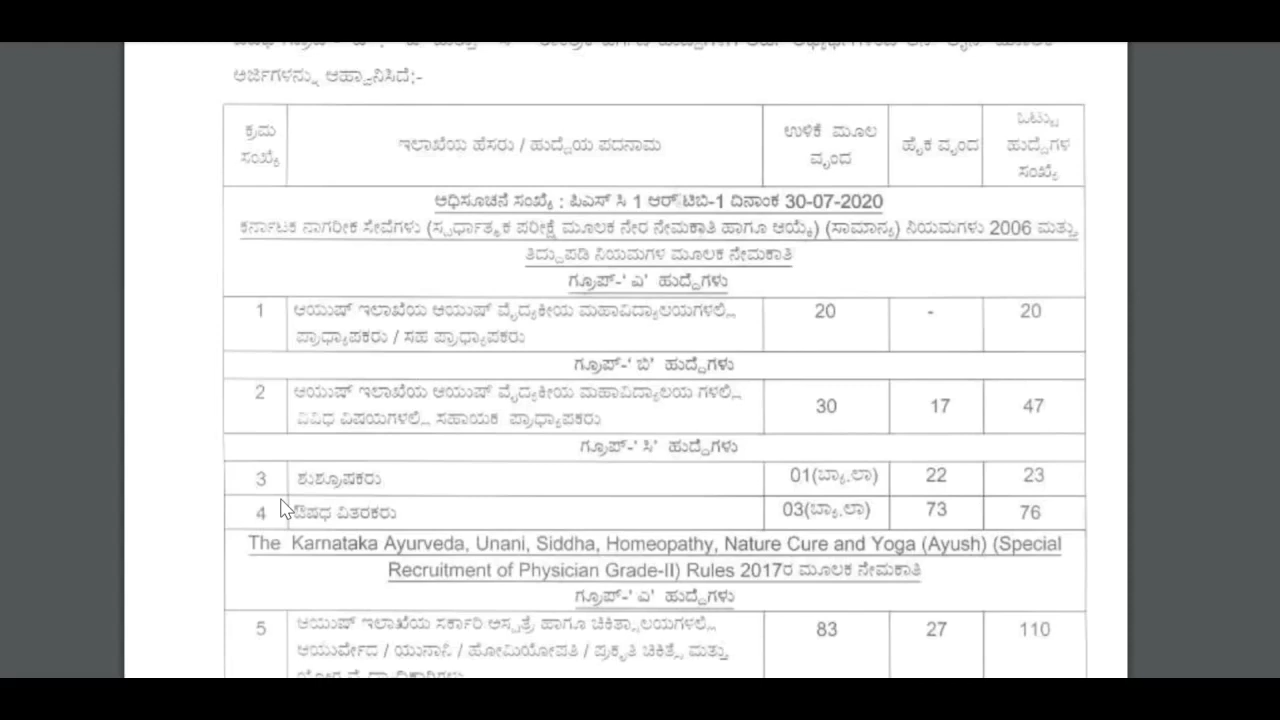 ಅರ್ಜಿಗಳನ್ನು ಆಹ್ವಾನಿಸಿದೆ:-
ಕ್ರಮ ಸಂಖ್ಯೆ
ಇಲಾಖೆಯ ಹೆಸರು / ಹುದ್ದೆಯ ಪದನಾಮ
ಉಳಿಕೆ ಮೂಲ ವೃಂದ
ಹೈಕ ವೃಂದ
ಒಟ್ಟು ಹುದ್ದೆಗಳ ಸಂಖ್ಯೆ
ಅಧಿಸೂಚನೆ ಸಂಖ್ಯೆ : ಪಿಎಸ್ ಸಿ 1 ಆರ್ ಟಿಬಿ-1 ದಿನಾಂಕ 30-07-2020
ಕರ್ನಾಟಕ ನಾಗರೀಕ ಸೇವೆಗಳು (ಸ್ಪರ್ಧಾತ್ಮಕ ಪರೀಕ್ಷೆ ಮೂಲಕ ನೇರ ನೇಮಕಾತಿ ಹಾಗೂ ಆಯ್ಕೆ) (ಸಾಮಾನ್ಯ) ನಿಯಮಗಳು 2006 ಮತ್ತು
ತಿದ್ದುಪಡಿ ನಿಯಮಗಳ ಮೂಲಕ ನೇಮಕಾತಿ
ಗ್ರೂಪ್-' ಎ' ಹುದ್ದೆಗಳು
1 ಆಯುಷ್ ಇಲಾಖೆಯ ಆಯುಷ್ ವೈದ್ಯಕೀಯ ಮಹಾವಿದ್ಯಾಲಯಗಳಲ್ಲಿ 20 - 20
ಪ್ರಾಧ್ಯಾಪಕರು / ಸಹ ಪ್ರಾಧ್ಯಾಪಕರು
ಗ್ರೂಪ್-' ಬಿ' ಹುದ್ದೆಗಳು
2 ಆಯುಷ್ ಇಲಾಖೆಯ ಆಯುಷ್ ವೈದ್ಯಕೀಯ ಮಹಾವಿದ್ಯಾಲಯ ಗಳಲ್ಲಿ 30 17 47
ವಿವಿಧ ವಿಷಯಗಳಲ್ಲಿ ಸಹಾಯಕ ಪ್ರಾಧ್ಯಾಪಕರು
ಗ್ರೂಪ್-' ಸಿ' ಹುದ್ದೆಗಳು
3 ಶುಶ್ರೂಷಕರು 01(ಬ್ಯಾ.ಲಾ) 22 23
4 ಔಷಧ ವಿತರಕರು 03(ಬ್ಯಾ.ಲಾ) 73 76
The Karnataka Ayurveda, Unani, Siddha, Homeopathy, Nature Cure and Yoga (Ayush) (Special
Recruitment of Physician Grade-II) Rules 2017ರ ಮೂಲಕ ನೇಮಕಾತಿ
ಗ್ರೂಪ್-' ಎ' ಹುದ್ದೆಗಳು
5 ಆಯುಷ್ ಇಲಾಖೆಯ ಸರ್ಕಾರಿ ಆಸ್ಪತ್ರೆ ಹಾಗೂ ಚಿಕಿತ್ಸಾಲಯಗಳಲ್ಲಿ 83 27 110
ಆಯುರ್ವೇದ / ಯುನಾನಿ / ಹೋಮಿಯೋಪತಿ / ಪ್ರಕೃತಿ ಚಿಕಿತ್ಸೆ ಮತ್ತು